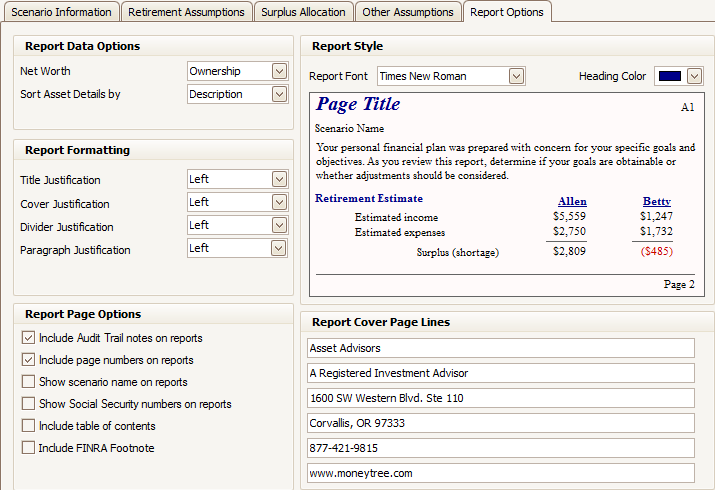 Scenario Information Retirement Assumptions Surplus Allocation Other Assumptions Report Options
Report Data Options
Net Worth Ownership
Sort Asset Details by Description
Report Formatting
Title Justification Left
Cover Justification Left
Divider Justification Left
Paragraph Justification Left
Report Page Options
Include Audit Trail notes on reports
Include page numbers on reports
Show scenario name on reports
Show Social Security numbers on reports
Include table of contents
Include FINRA Footnote
Report Style
Report Font Times New Roman Heading Color
Page Title A1
Scenario Name
Your personal financial plan was prepared with concern for your specific goals and
objectives. As you review this report, determine if your goals are obtainable or
whether adjustments should be considered.
Retirement Estimate Allen Betty
Estimated income $5,559 $1,247
Estimated expenses $2,750 $1,732
Surplus (shortage) $2,809 ($485)
Page 2
Report Cover Page Lines
Asset Advisors
A Registered Investment Advisor
1600 SW Western Blvd. Ste 110
Corvallis, OR 97333
877-421-9815
www.moneytree.com